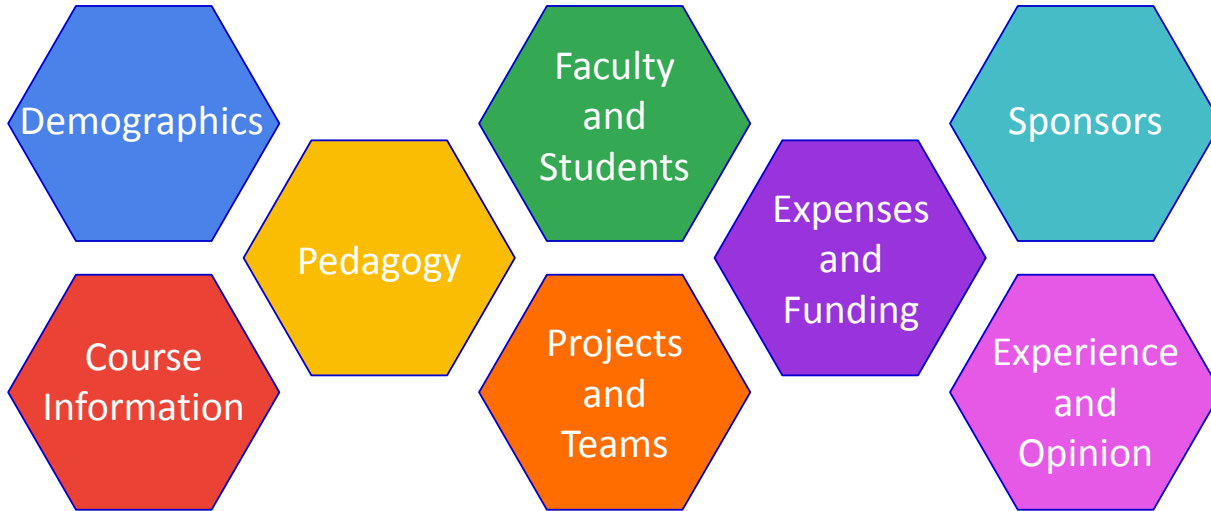 Demographics
Course
Information
Pedagogy
Faculty
and
Students
Projects
and
Teams
Expenses
and
Funding
Sponsors
Experience
and
Opinion